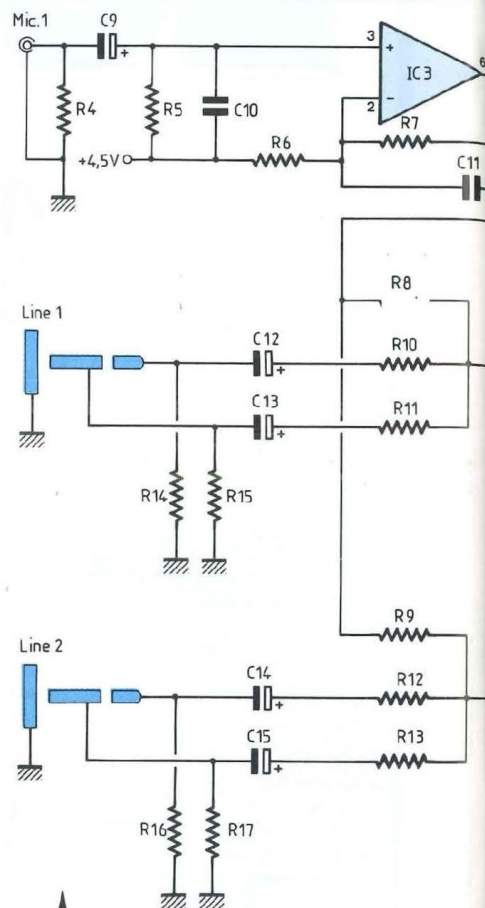 Mic.1
C9
+
R4
R5
C10
+4,5V
R6
3
+
IC3
6
2
−
R7
C11
R8
Line 1
C12
+
R10
C13
+
R11
R14
R15
R9
Line 2
C14
+
R12
C15
+
R13
R16
R17